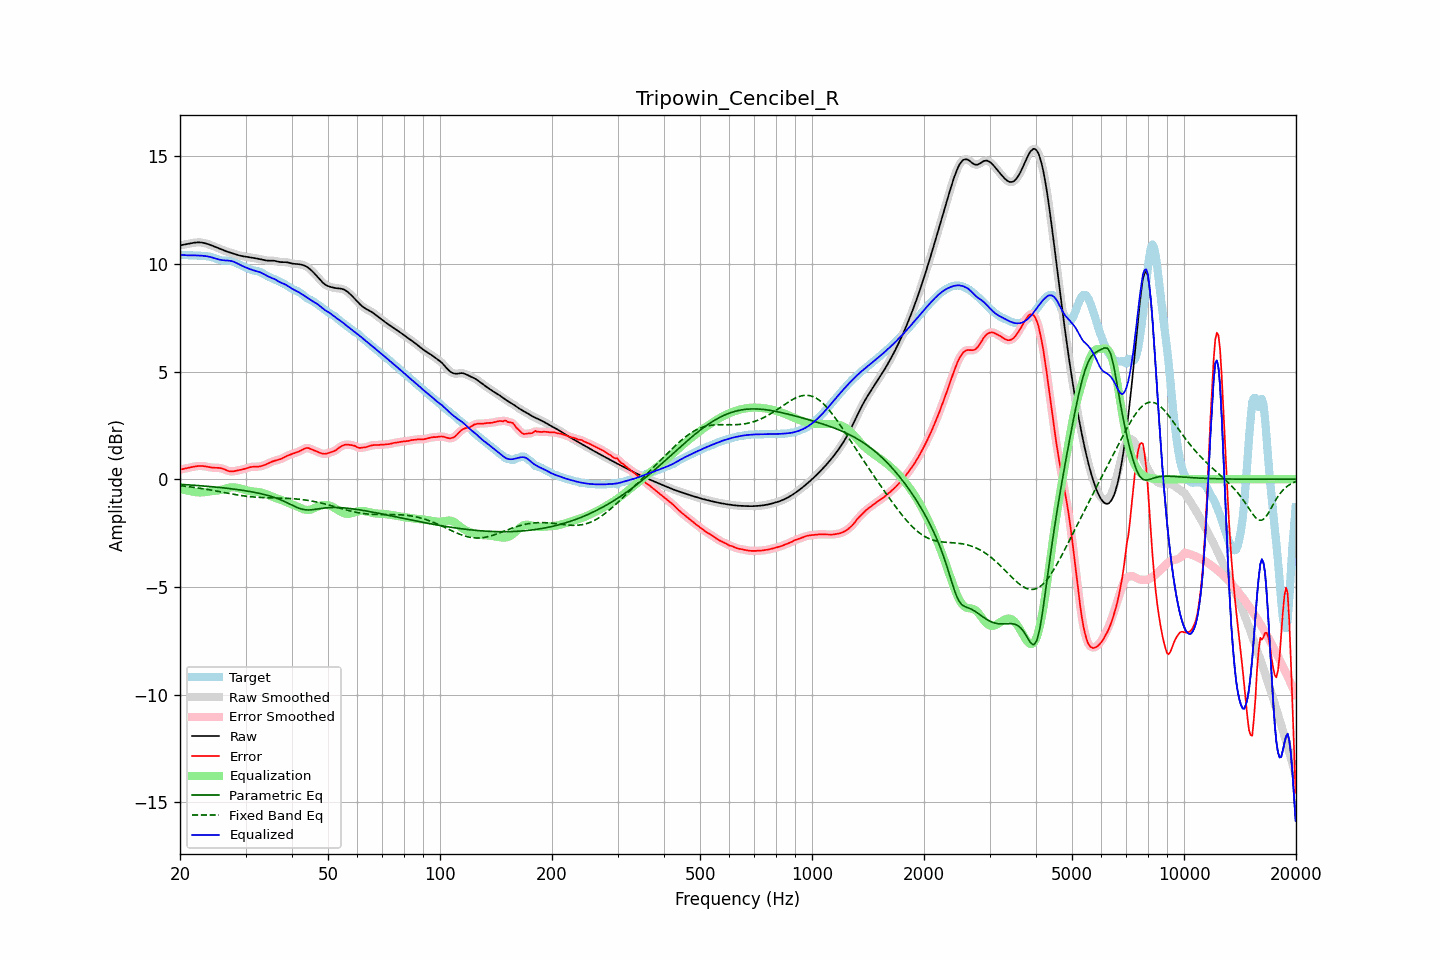 Tripowin_Cencibel_R
Amplitude (dBr)
15
10
5
0
−5
−10
−15
Target
Raw Smoothed
Error Smoothed
Raw
Error
Equalization
Parametric Eq
Fixed Band Eq
Equalized
20 50 100 200 500 1000 2000 5000 10000 20000
Frequency (Hz)